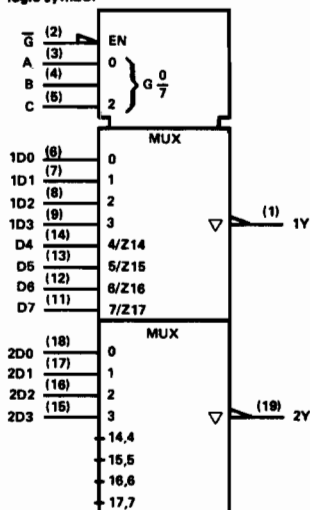 G (2) EN
A (3) 0
B (4) G 0/7
C (5) 2
MUX
1D0 (6) 0
1D1 (7) 1
1D2 (8) 2
1D3 (9) 3 ▽ (1) 1Y
D4 (14) 4/Z14
D5 (13) 5/Z15
D6 (12) 6/Z16
D7 (11) 7/Z17
MUX
2D0 (18) 0
2D1 (17) 1
2D2 (16) 2
2D3 (15) 3 ▽ (19) 2Y
14,4
15,5
16,6
17,7